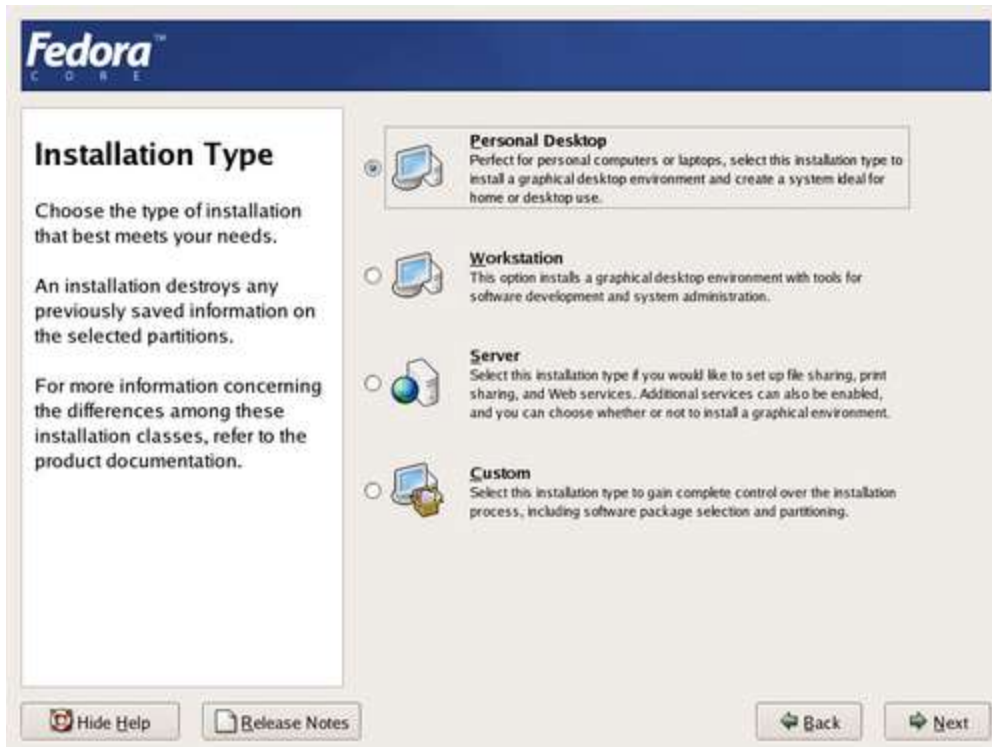 Fedora™
CORE
Installation Type
Choose the type of installation
that best meets your needs.
An installation destroys any
previously saved information on
the selected partitions.
For more information concerning
the differences among these
installation classes, refer to the
product documentation.
Personal Desktop
Perfect for personal computers or laptops, select this installation type to
install a graphical desktop environment and create a system ideal for
home or desktop use.
Workstation
This option installs a graphical desktop environment with tools for
software development and system administration.
Server
Select this installation type if you would like to set up file sharing, print
sharing, and Web services. Additional services can also be enabled,
and you can choose whether or not to install a graphical environment.
Custom
Select this installation type to gain complete control over the installation
process, including software package selection and partitioning.
Hide Help
Release Notes
Back
Next